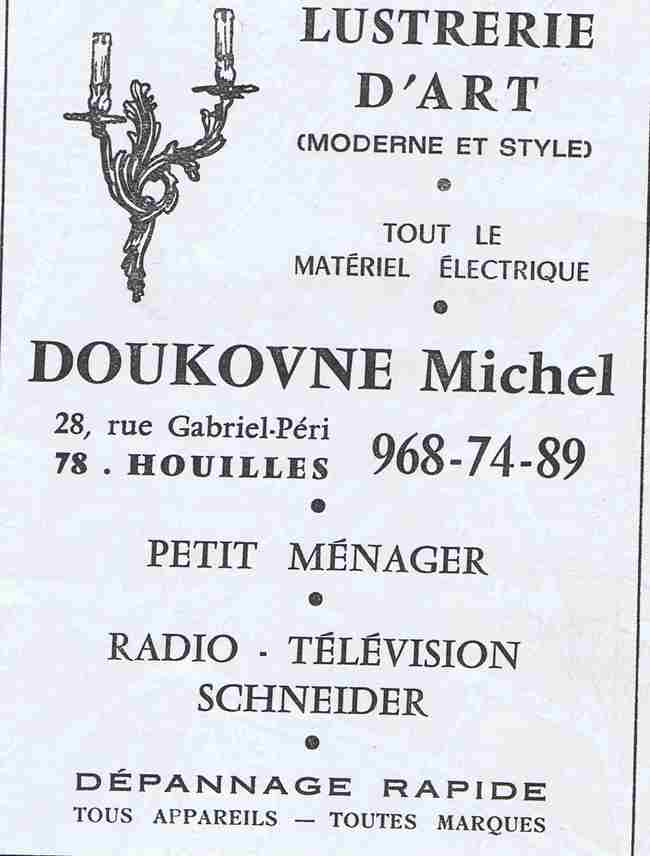 LUSTRERIE
D'ART
(MODERNE ET STYLE)
TOUT LE
MATÉRIEL ÉLECTRIQUE
DOUKOVNE Michel
28, rue Gabriel-Péri
78 . HOUILLES
968-74-89
PETIT MÉNAGER
RADIO - TÉLÉVISION
SCHNEIDER
DÉPANNAGE RAPIDE
TOUS APPAREILS — TOUTES MARQUES